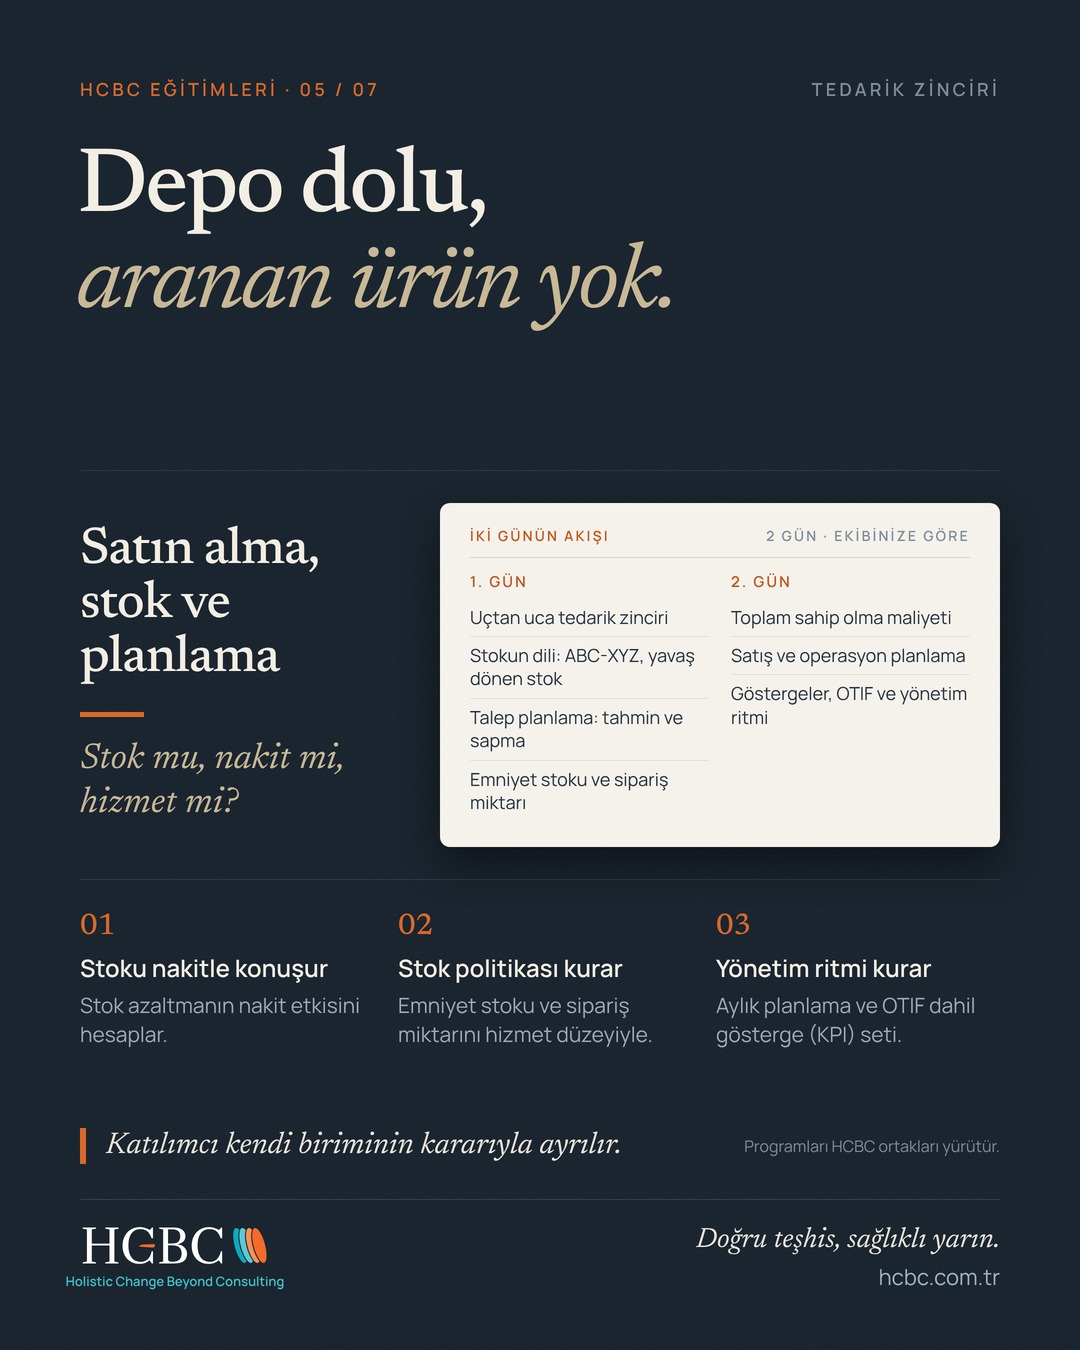 HCBC EĞİTİMLERİ · 05 / 07
TEDARİK ZİNCİRİ
Depo dolu,
aranan ürün yok.
Satın alma,
stok ve
planlama
Stok mu, nakit mi,
hizmet mi?
İKİ GÜNÜN AKIŞI
2 GÜN · EKİBİNİZE GÖRE
1. GÜN
Uçtan uca tedarik zinciri
Stokun dili: ABC-XYZ, yavaş
dönen stok
Talep planlama: tahmin ve
sapma
Emniyet stoku ve sipariş
miktarı
2. GÜN
Toplam sahip olma maliyeti
Satış ve operasyon planlama
Göstergeler, OTIF ve yönetim
ritmi
01
Stoku nakitle konuşur
Stok azaltmanın nakit etkisini
hesaplar.
02
Stok politikası kurar
Emniyet stoku ve sipariş
miktarını hizmet düzeyiyle.
03
Yönetim ritmi kurar
Aylık planlama ve OTIF dahil
gösterge (KPI) seti.
Katılımcı kendi biriminin kararıyla ayrılır.
Programları HCBC ortakları yürütür.
HCBC
Holistic Change Beyond Consulting
Doğru teşhis, sağlıklı yarın.
hcbc.com.tr